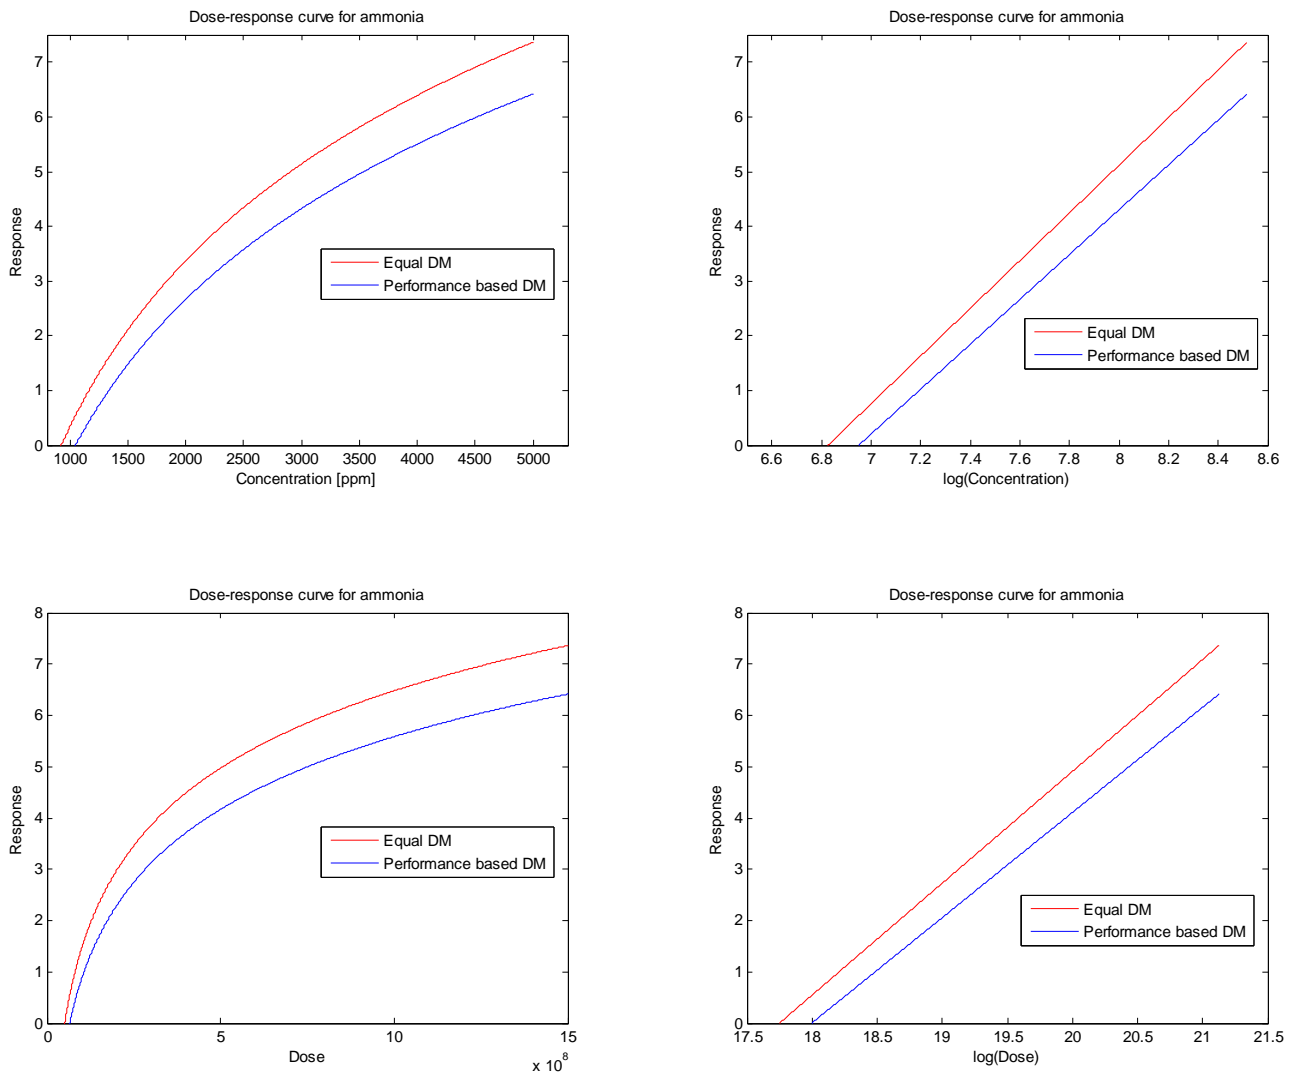 Dose-response curve for ammonia
7
6
5
4
3
2
1
0
Response
Equal DM
Performance based DM
1000 1500 2000 2500 3000 3500 4000 4500 5000
Concentration [ppm]
Dose-response curve for ammonia
7
6
5
4
3
2
1
0
Response
Equal DM
Performance based DM
6.6 6.8 7 7.2 7.4 7.6 7.8 8 8.2 8.4 8.6
log(Concentration)
Dose-response curve for ammonia
8
7
6
5
4
3
2
1
0
Response
Equal DM
Performance based DM
0 5 10 15
Dose
x 10^8
Dose-response curve for ammonia
8
7
6
5
4
3
2
1
0
Response
Equal DM
Performance based DM
17.5 18 18.5 19 19.5 20 20.5 21 21.5
log(Dose)